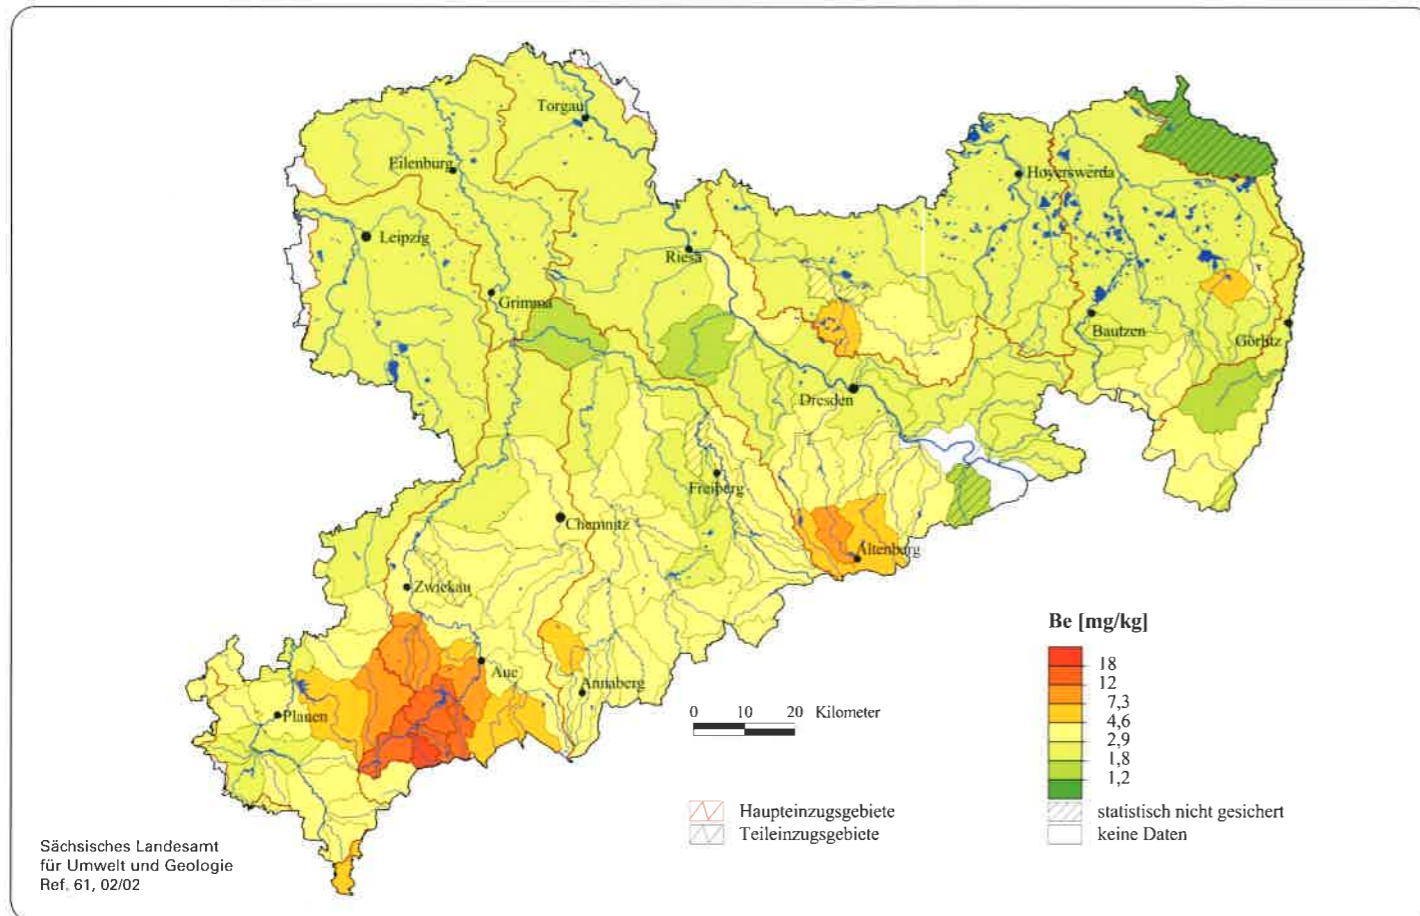 Torgau
Eilenburg
Hoyerswerda
Leipzig
Riesa
Grimma
Bautzen
Görlitz
Dresden
Freiberg
Chemnitz
Altenburg
Zwickau
Aue
Annaberg
Plauen
Be [mg/kg]
18
12
7,3
4,6
2,9
1,8
1,2
0 10 20 Kilometer
Haupteinzugsgebiete
Teileinzugsgebiete
statistisch nicht gesichert
keine Daten
Sächsisches Landesamt
für Umwelt und Geologie
Ref. 61, 02/02